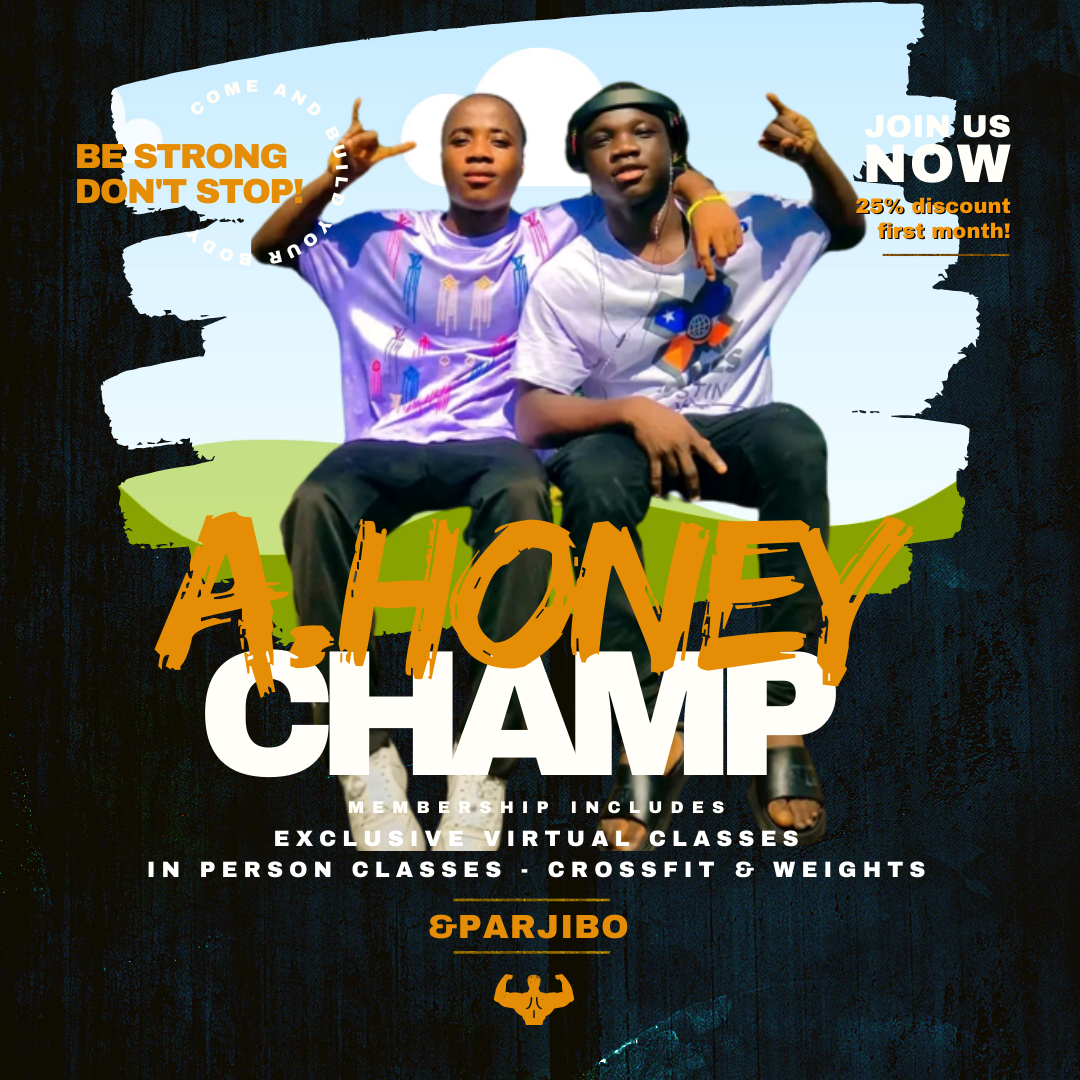 COME AND BUILD YOUR BODY
BE STRONG
DON'T STOP!
JOIN US
NOW
25% discount
first month!
A.HONEY
CHAMP
MEMBERSHIP INCLUDES
EXCLUSIVE VIRTUAL CLASSES
IN PERSON CLASSES - CROSSFIT & WEIGHTS
&PARJIBO